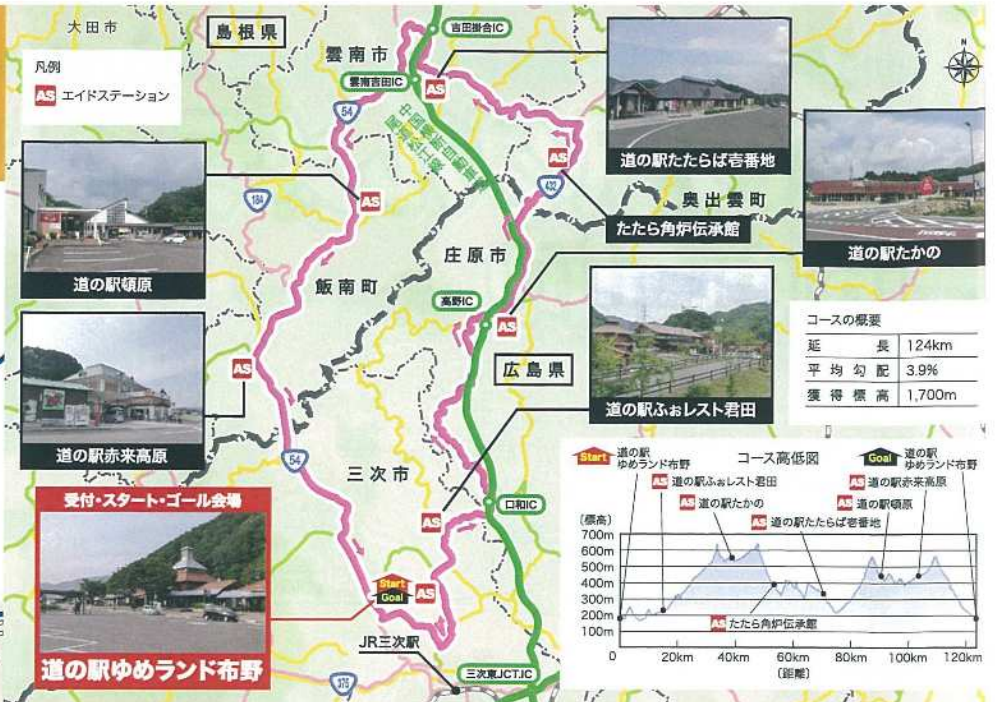 大田市
島根県
雲南市
吉田掛合IC
N
凡例
AS エイドステーション
雲南吉田IC
AS
54
中国横断自動車道
尾道松江線
道の駅たたらば壱番地
AS
432
184
AS
奥出雲町
たたら角炉伝承館
道の駅たかの
道の駅頓原
飯南町
庄原市
高野IC
AS
広島県
AS
コースの概要
延長 124km
平均勾配 3.9%
獲得標高 1,700m
道の駅赤来高原
道の駅ふぉレスト君田
54
三次市
口和IC
AS
受付・スタート・ゴール会場
Start
Goal
AS
道の駅ゆめランド布野
JR三次駅
三次東JCT.IC
375
Start 道の駅
ゆめランド布野
コース高低図
Goal 道の駅
ゆめランド布野
AS 道の駅ふぉレスト君田
AS 道の駅赤来高原
AS 道の駅たかの
AS 道の駅頓原
AS 道の駅たたらば壱番地
〔標高〕
700m
600m
500m
400m
300m
200m
100m
AS たたら角炉伝承館
0 20km 40km 60km 80km 100km 120km
〔距離〕